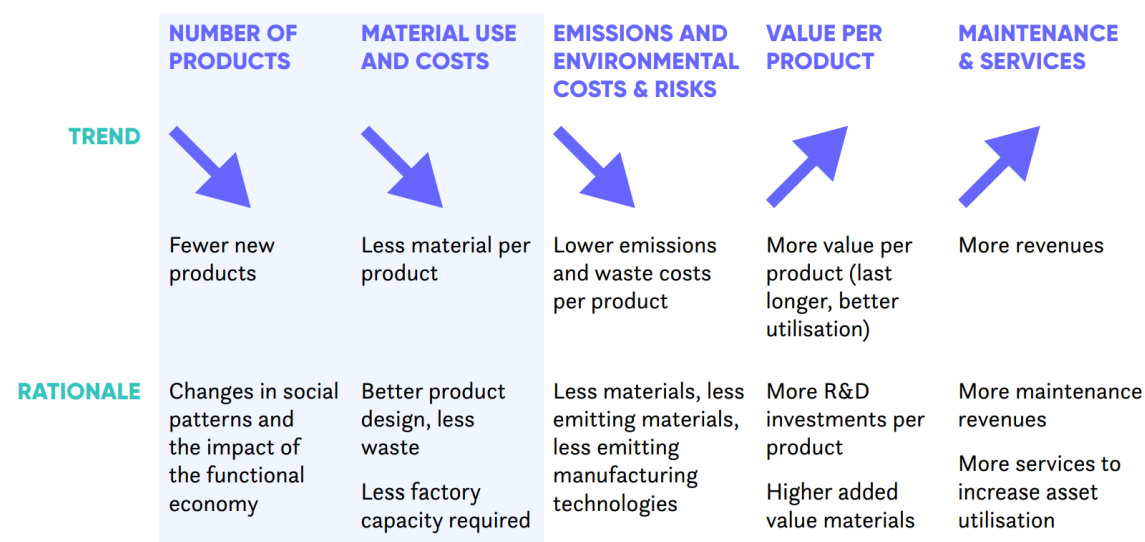 NUMBER OF
PRODUCTS
MATERIAL USE
AND COSTS
EMISSIONS AND
ENVIRONMENTAL
COSTS & RISKS
VALUE PER
PRODUCT
MAINTENANCE
& SERVICES
TREND
Fewer new
products
Less material per
product
Lower emissions
and waste costs
per product
More value per
product (last
longer, better
utilisation)
More revenues
RATIONALE
Changes in social
patterns and
the impact of
the functional
economy
Better product
design, less
waste
Less factory
capacity required
Less materials, less
emitting materials,
less emitting
manufacturing
technologies
More R&D
investments per
product
Higher added
value materials
More maintenance
revenues
More services to
increase asset
utilisation